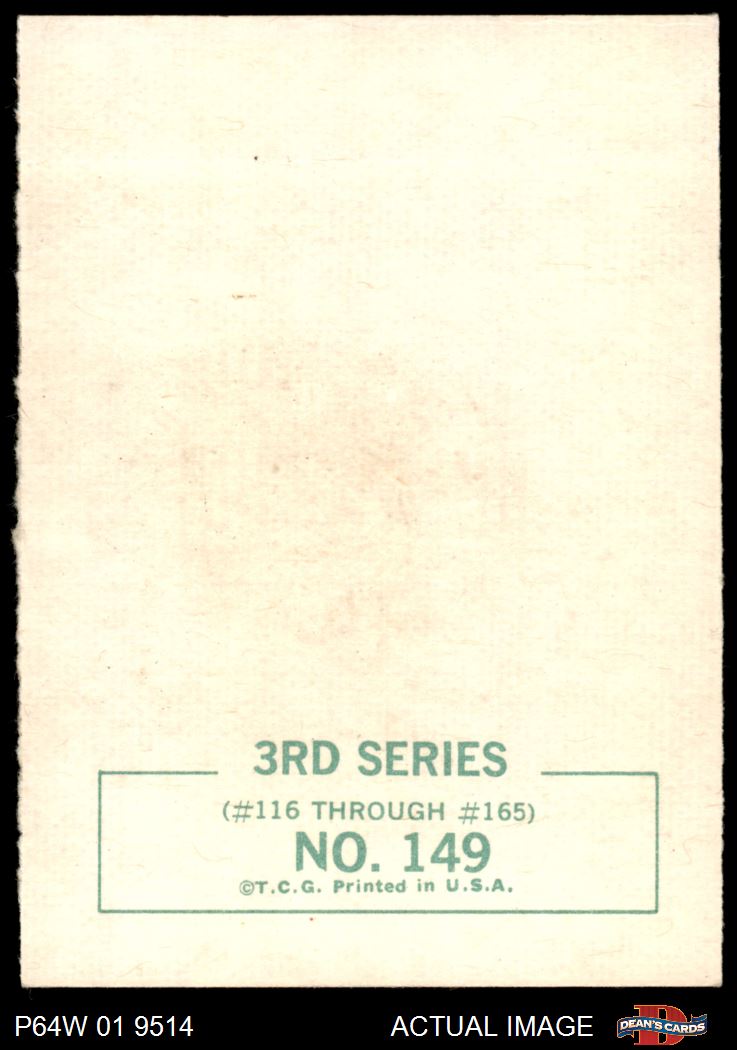 3RD SERIES
(#116 THROUGH #165)
NO. 149
©T.C.G. Printed in U.S.A.
P64W 01 9514 ACTUAL IMAGE D DEAN'S CARDS